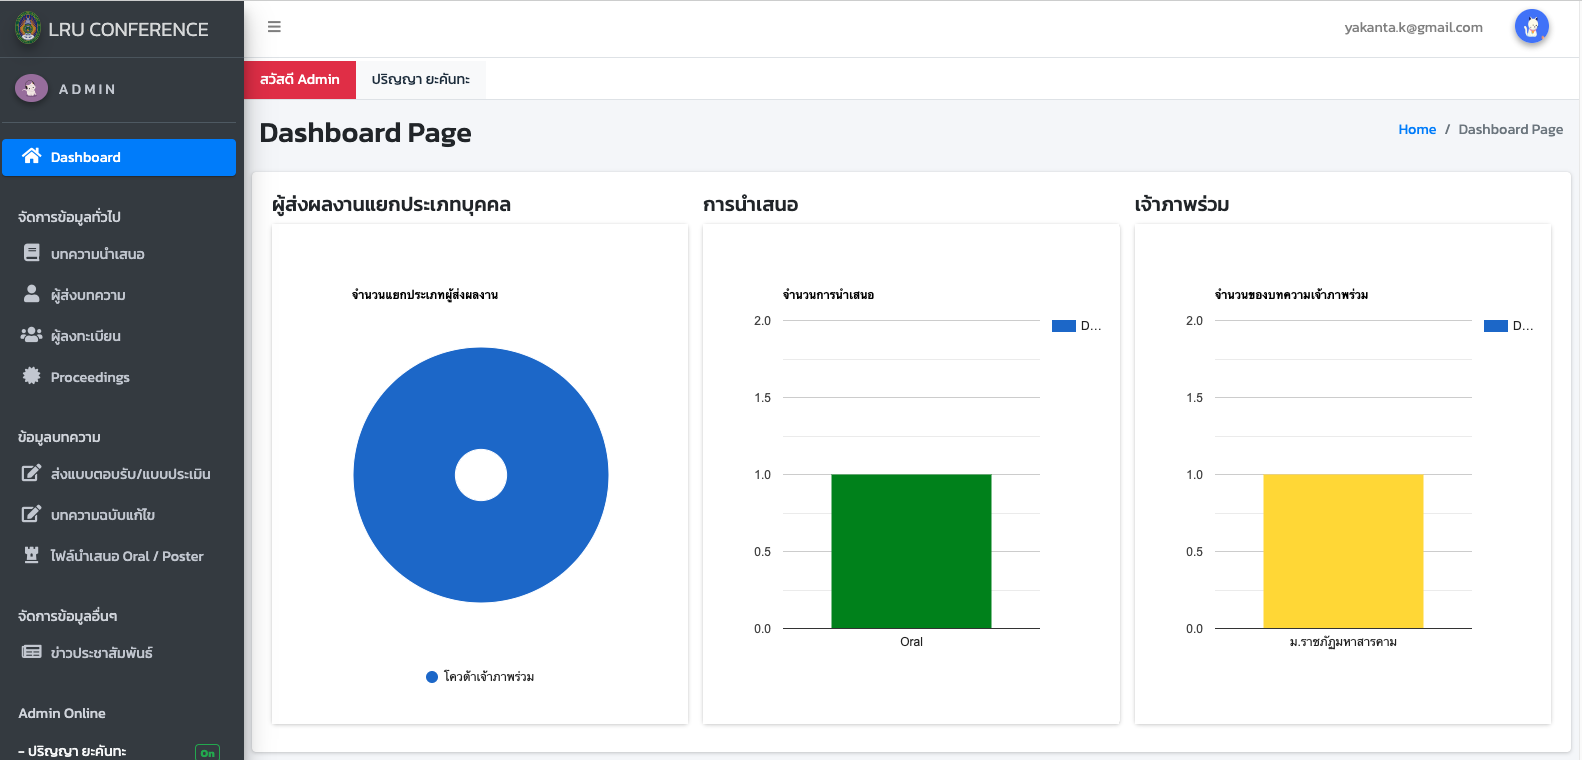 LRU CONFERENCE
yakanta.k@gmail.com
ADMIN
สวัสดี Admin
ปริญญา ยะคันทะ
Dashboard Page
Home / Dashboard Page
Dashboard
จัดการข้อมูลทั่วไป
บทความนำเสนอ
ผู้ส่งบทความ
ผู้ลงทะเบียน
Proceedings
ข้อมูลบทความ
ส่งแบบตอบรับ/แบบประเมิน
บทความฉบับแก้ไข
ไฟล์นำเสนอ Oral / Poster
จัดการข้อมูลอื่นๆ
ข่าวประชาสัมพันธ์
Admin Online
- ปริญญา ยะคันทะ
On
ผู้ส่งผลงานแยกประเภทบุคคล
จำนวนแยกประเภทผู้ส่งผลงาน
โควต้าเจ้าภาพร่วม
การนำเสนอ
จำนวนการนำเสนอ
2.0
D...
1.5
1.0
0.5
0.0
Oral
เจ้าภาพร่วม
จำนวนของบทความเจ้าภาพร่วม
2.0
D...
1.5
1.0
0.5
0.0
ม.ราชภัฏมหาสารคาม